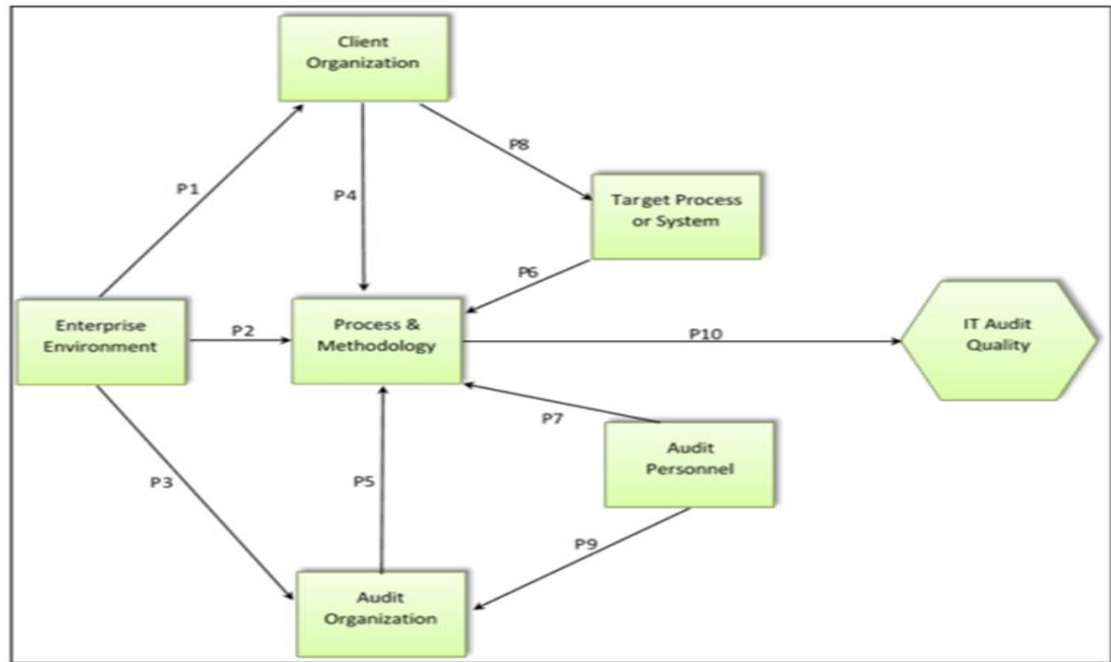 Client
Organization
P8
P1
P4
Target Process
or System
P6
Enterprise
Environment
P2
Process &
Methodology
P10
IT Audit
Quality
P7
Audit
Personnel
P3
P5
P9
Audit
Organization